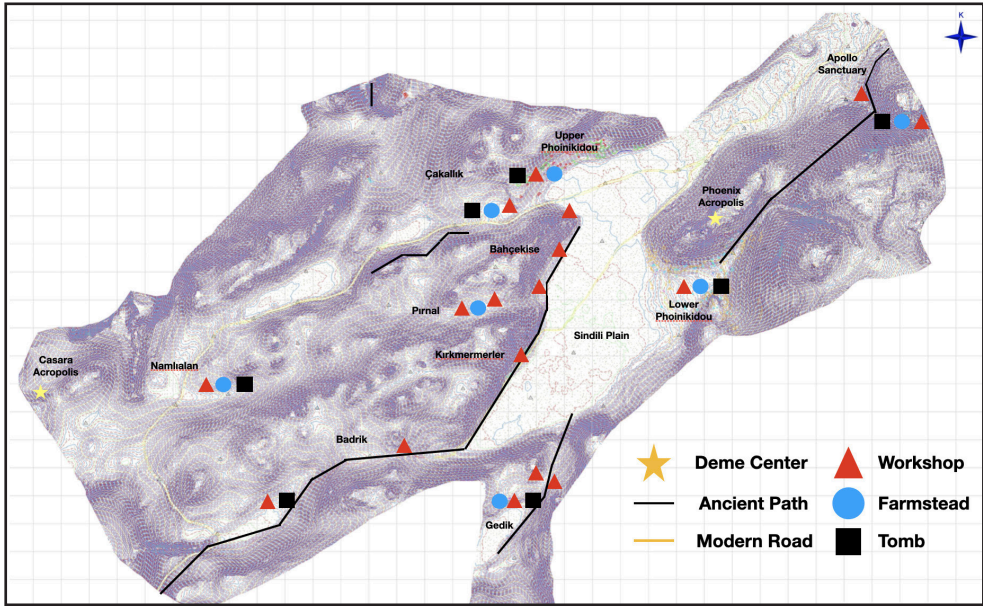 K
Apollo
Sanctuary
Upper
Phoinikidou
Çakallık
Phoenix
Acropolis
Bahçekise
Pırnal
Lower
Phoinikidou
Sindili Plain
Kırkmermerler
Casara
Acropolis
Namlıalan
Badrik
Gedik
Deme Center
Workshop
Ancient Path
Farmstead
Modern Road
Tomb